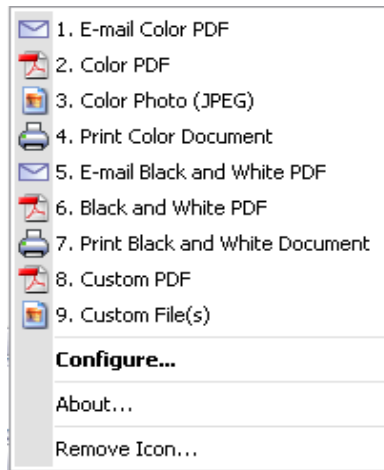 1. E-mail Color PDF
2. Color PDF
3. Color Photo (JPEG)
4. Print Color Document
5. E-mail Black and White PDF
6. Black and White PDF
7. Print Black and White Document
8. Custom PDF
9. Custom File(s)
Configure...
About...
Remove Icon...